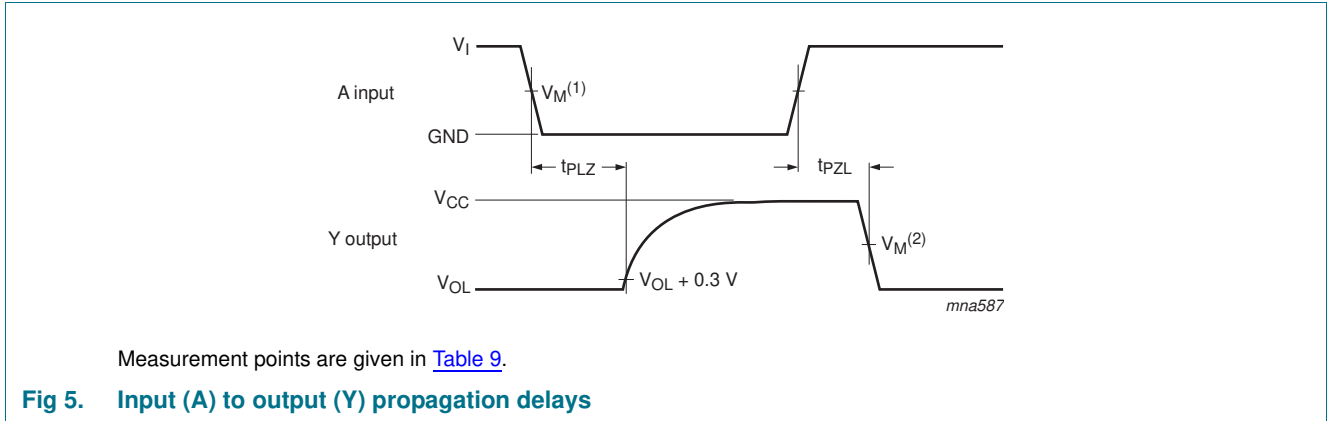 V_I
A input
V_M(1)
GND
t_PLZ
t_PZL
V_CC
Y output
V_M(2)
V_OL
V_OL + 0.3 V
mna587
Measurement points are given in Table 9.
Fig 5. Input (A) to output (Y) propagation delays